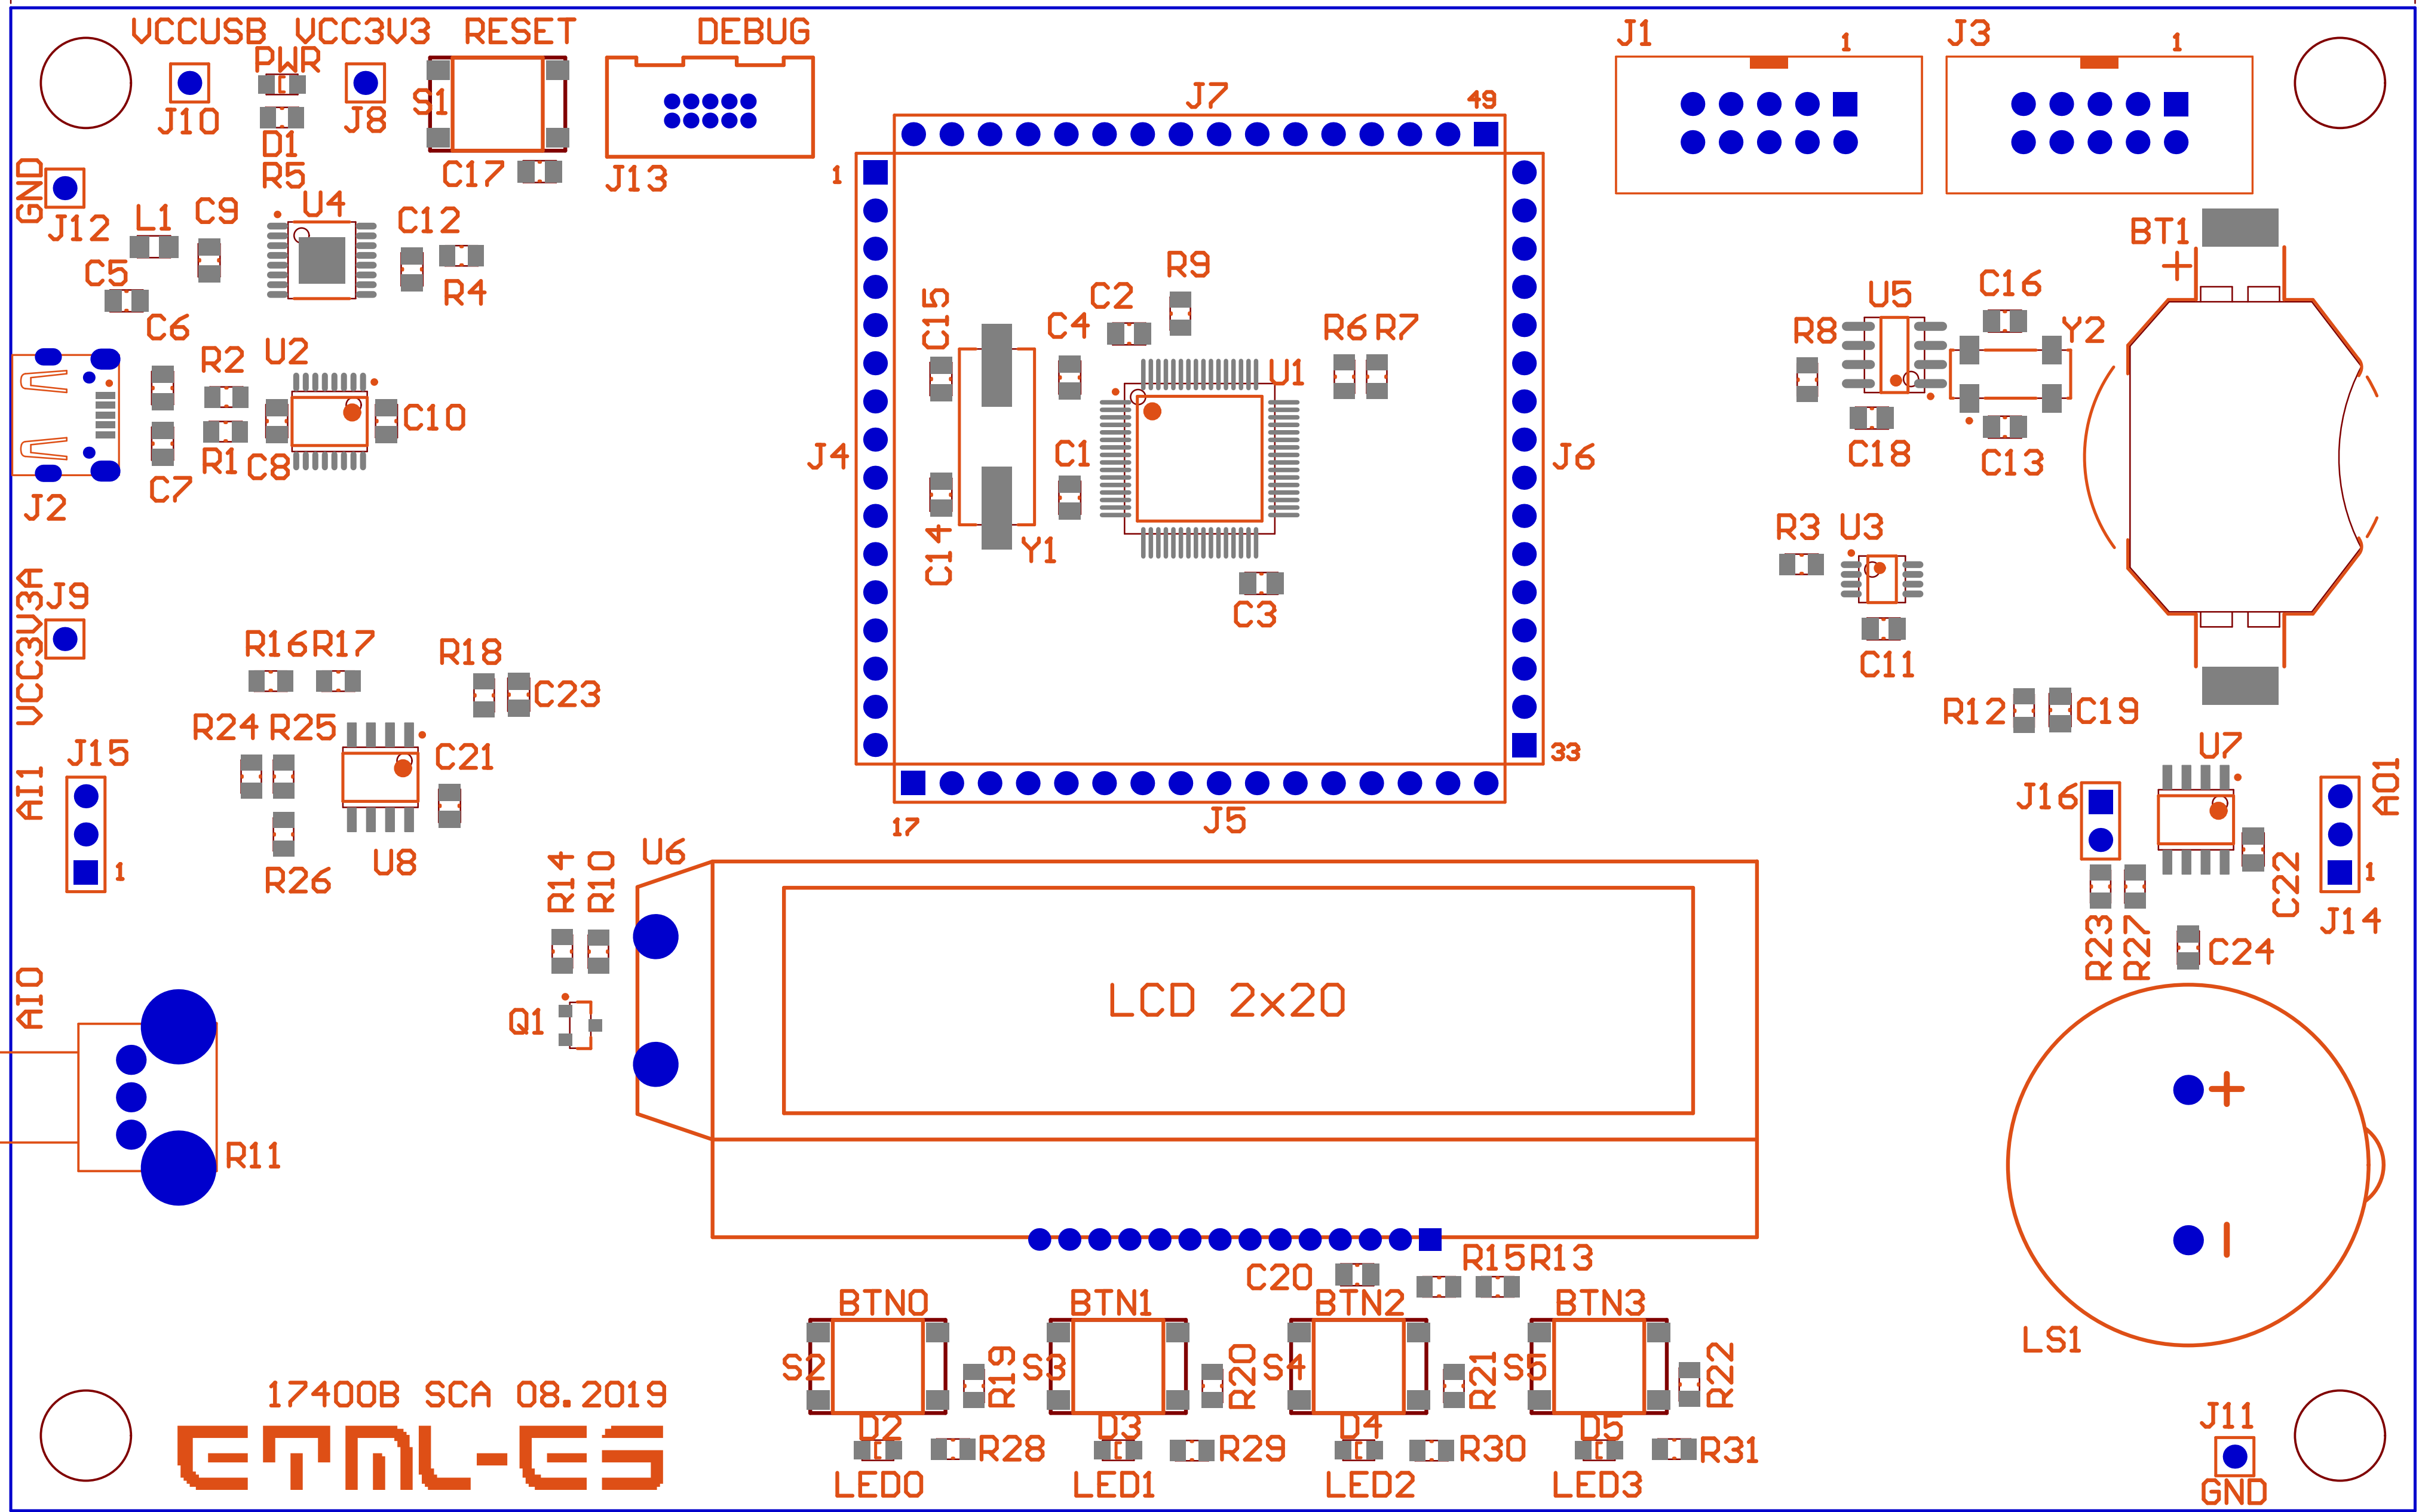 VCCUSB
VCC3V3
RESET
DEBUG
J1
1
J3
1
PWR
S1
J7
49
J10
D1
J8
R5
C17
J13
1
GND
J12
L1
C9
U4
C12
BT1
+
C5
R4
R9
C6
C15
C2
C4
R6
R7
U5
C16
R8
Y2
R2
U2
U1
C10
J4
C1
J6
R1
C8
C18
C13
C7
J2
C14
Y1
R3
U3
VCC3V3A
J9
C3
R16
R17
R18
C11
C23
R12
C19
R24
R25
J15
C21
33
U7
AI1
J16
AO1
J5
17
U8
U6
1
R26
R14
R10
1
C22
J14
R23
R27
C24
AI0
LCD 2x20
Q1
+
R11
-
C20
R15
R13
BTN0
BTN1
BTN2
BTN3
LS1
S2
R19
S3
R20
S4
R21
S5
R22
17400B SCA 08.2019
D2
D3
D4
D5
J11
ETML-ES
R28
R29
R30
R31
LED0
LED1
LED2
LED3
GND